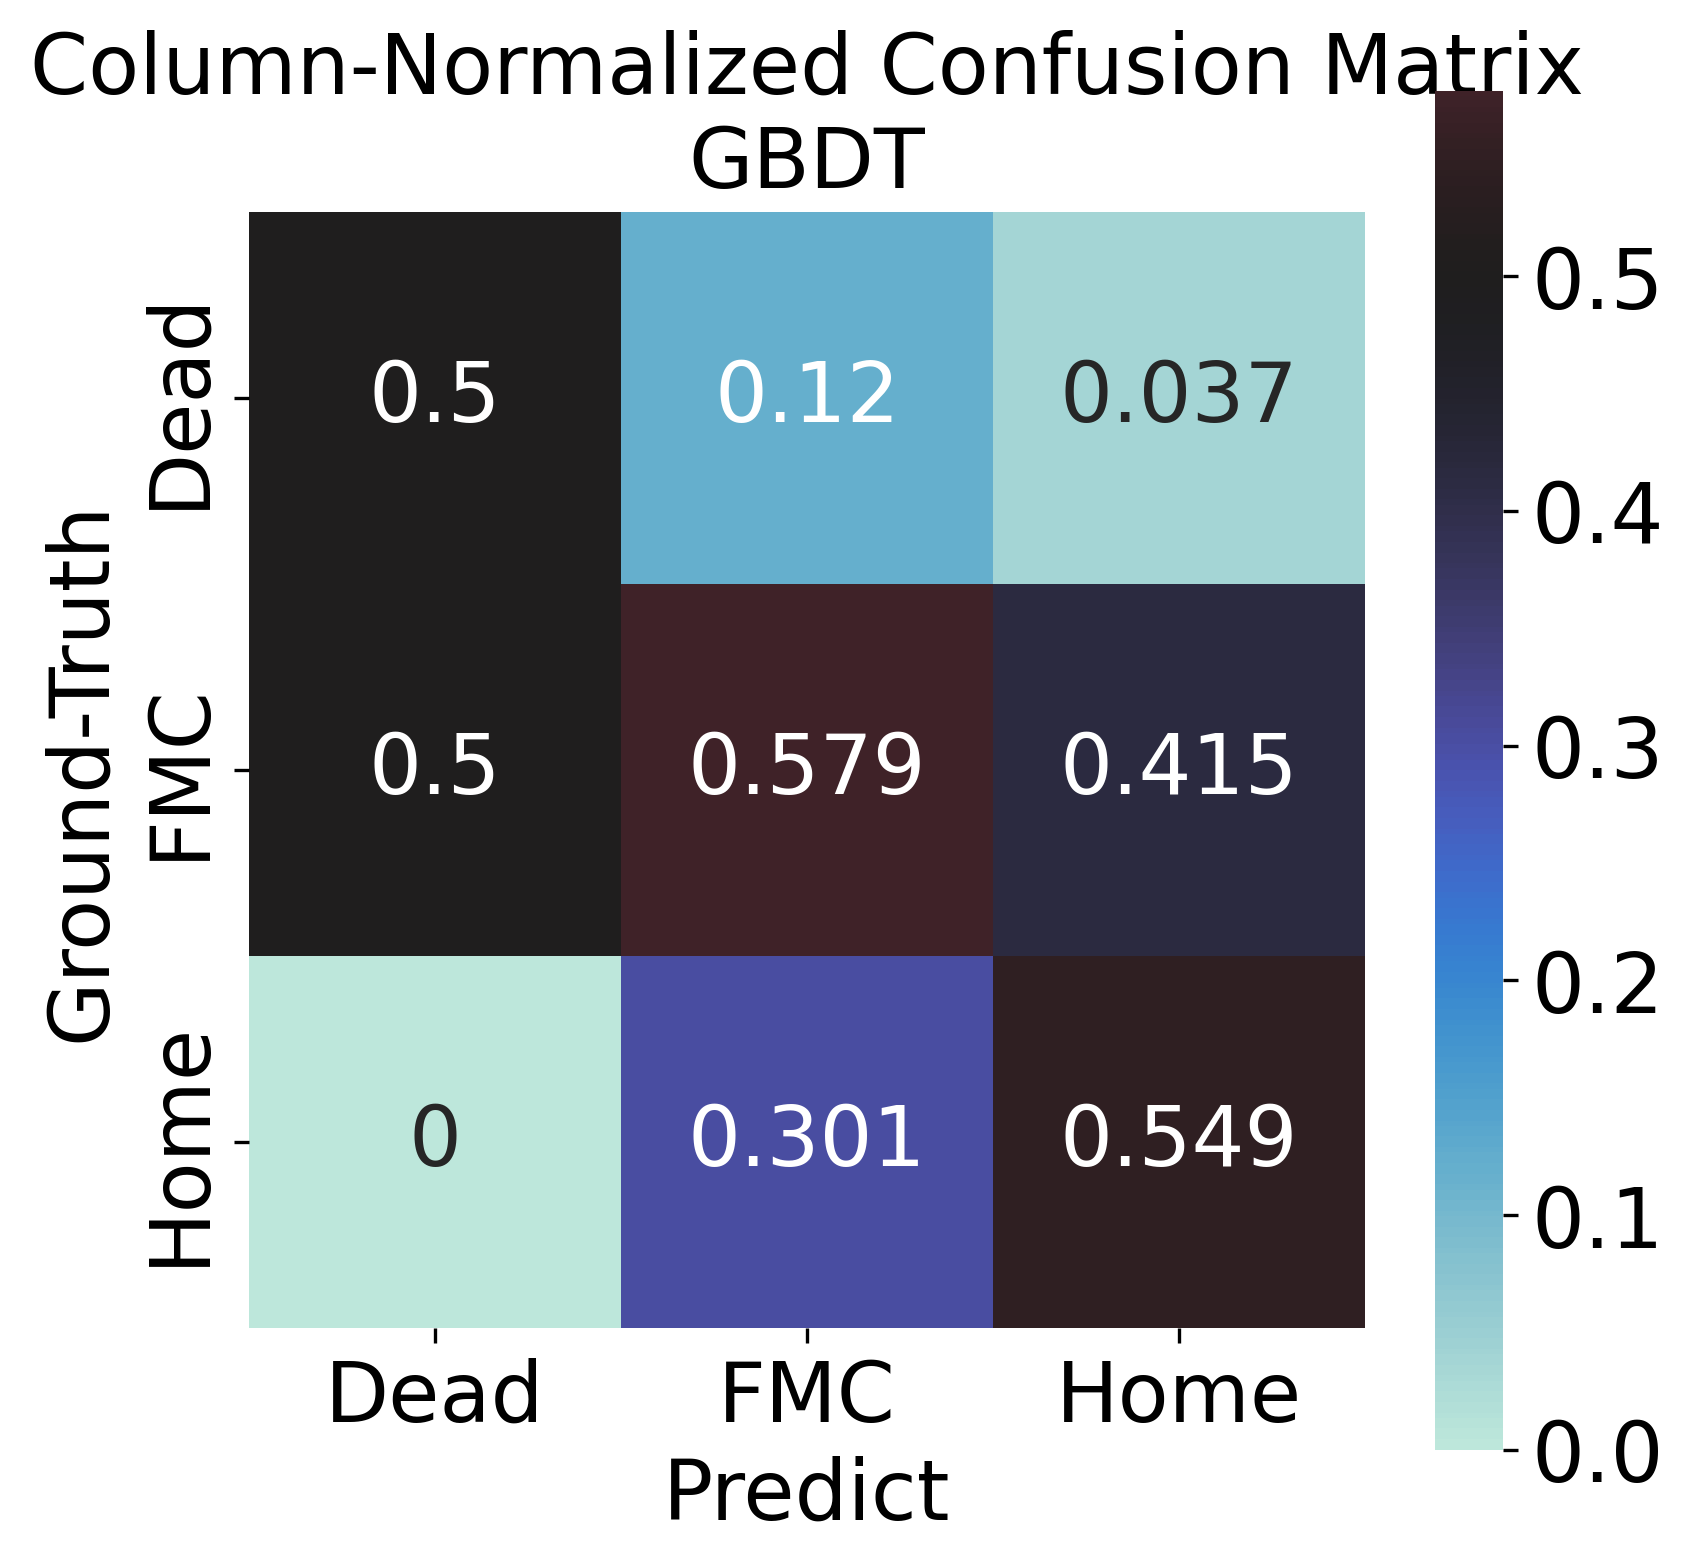 Column-Normalized Confusion Matrix
GBDT
Ground-Truth
Dead
FMC
Home
0.5 0.12 0.037
0.5 0.579 0.415
0 0.301 0.549
Dead FMC Home
Predict
0.5
0.4
0.3
0.2
0.1
0.0